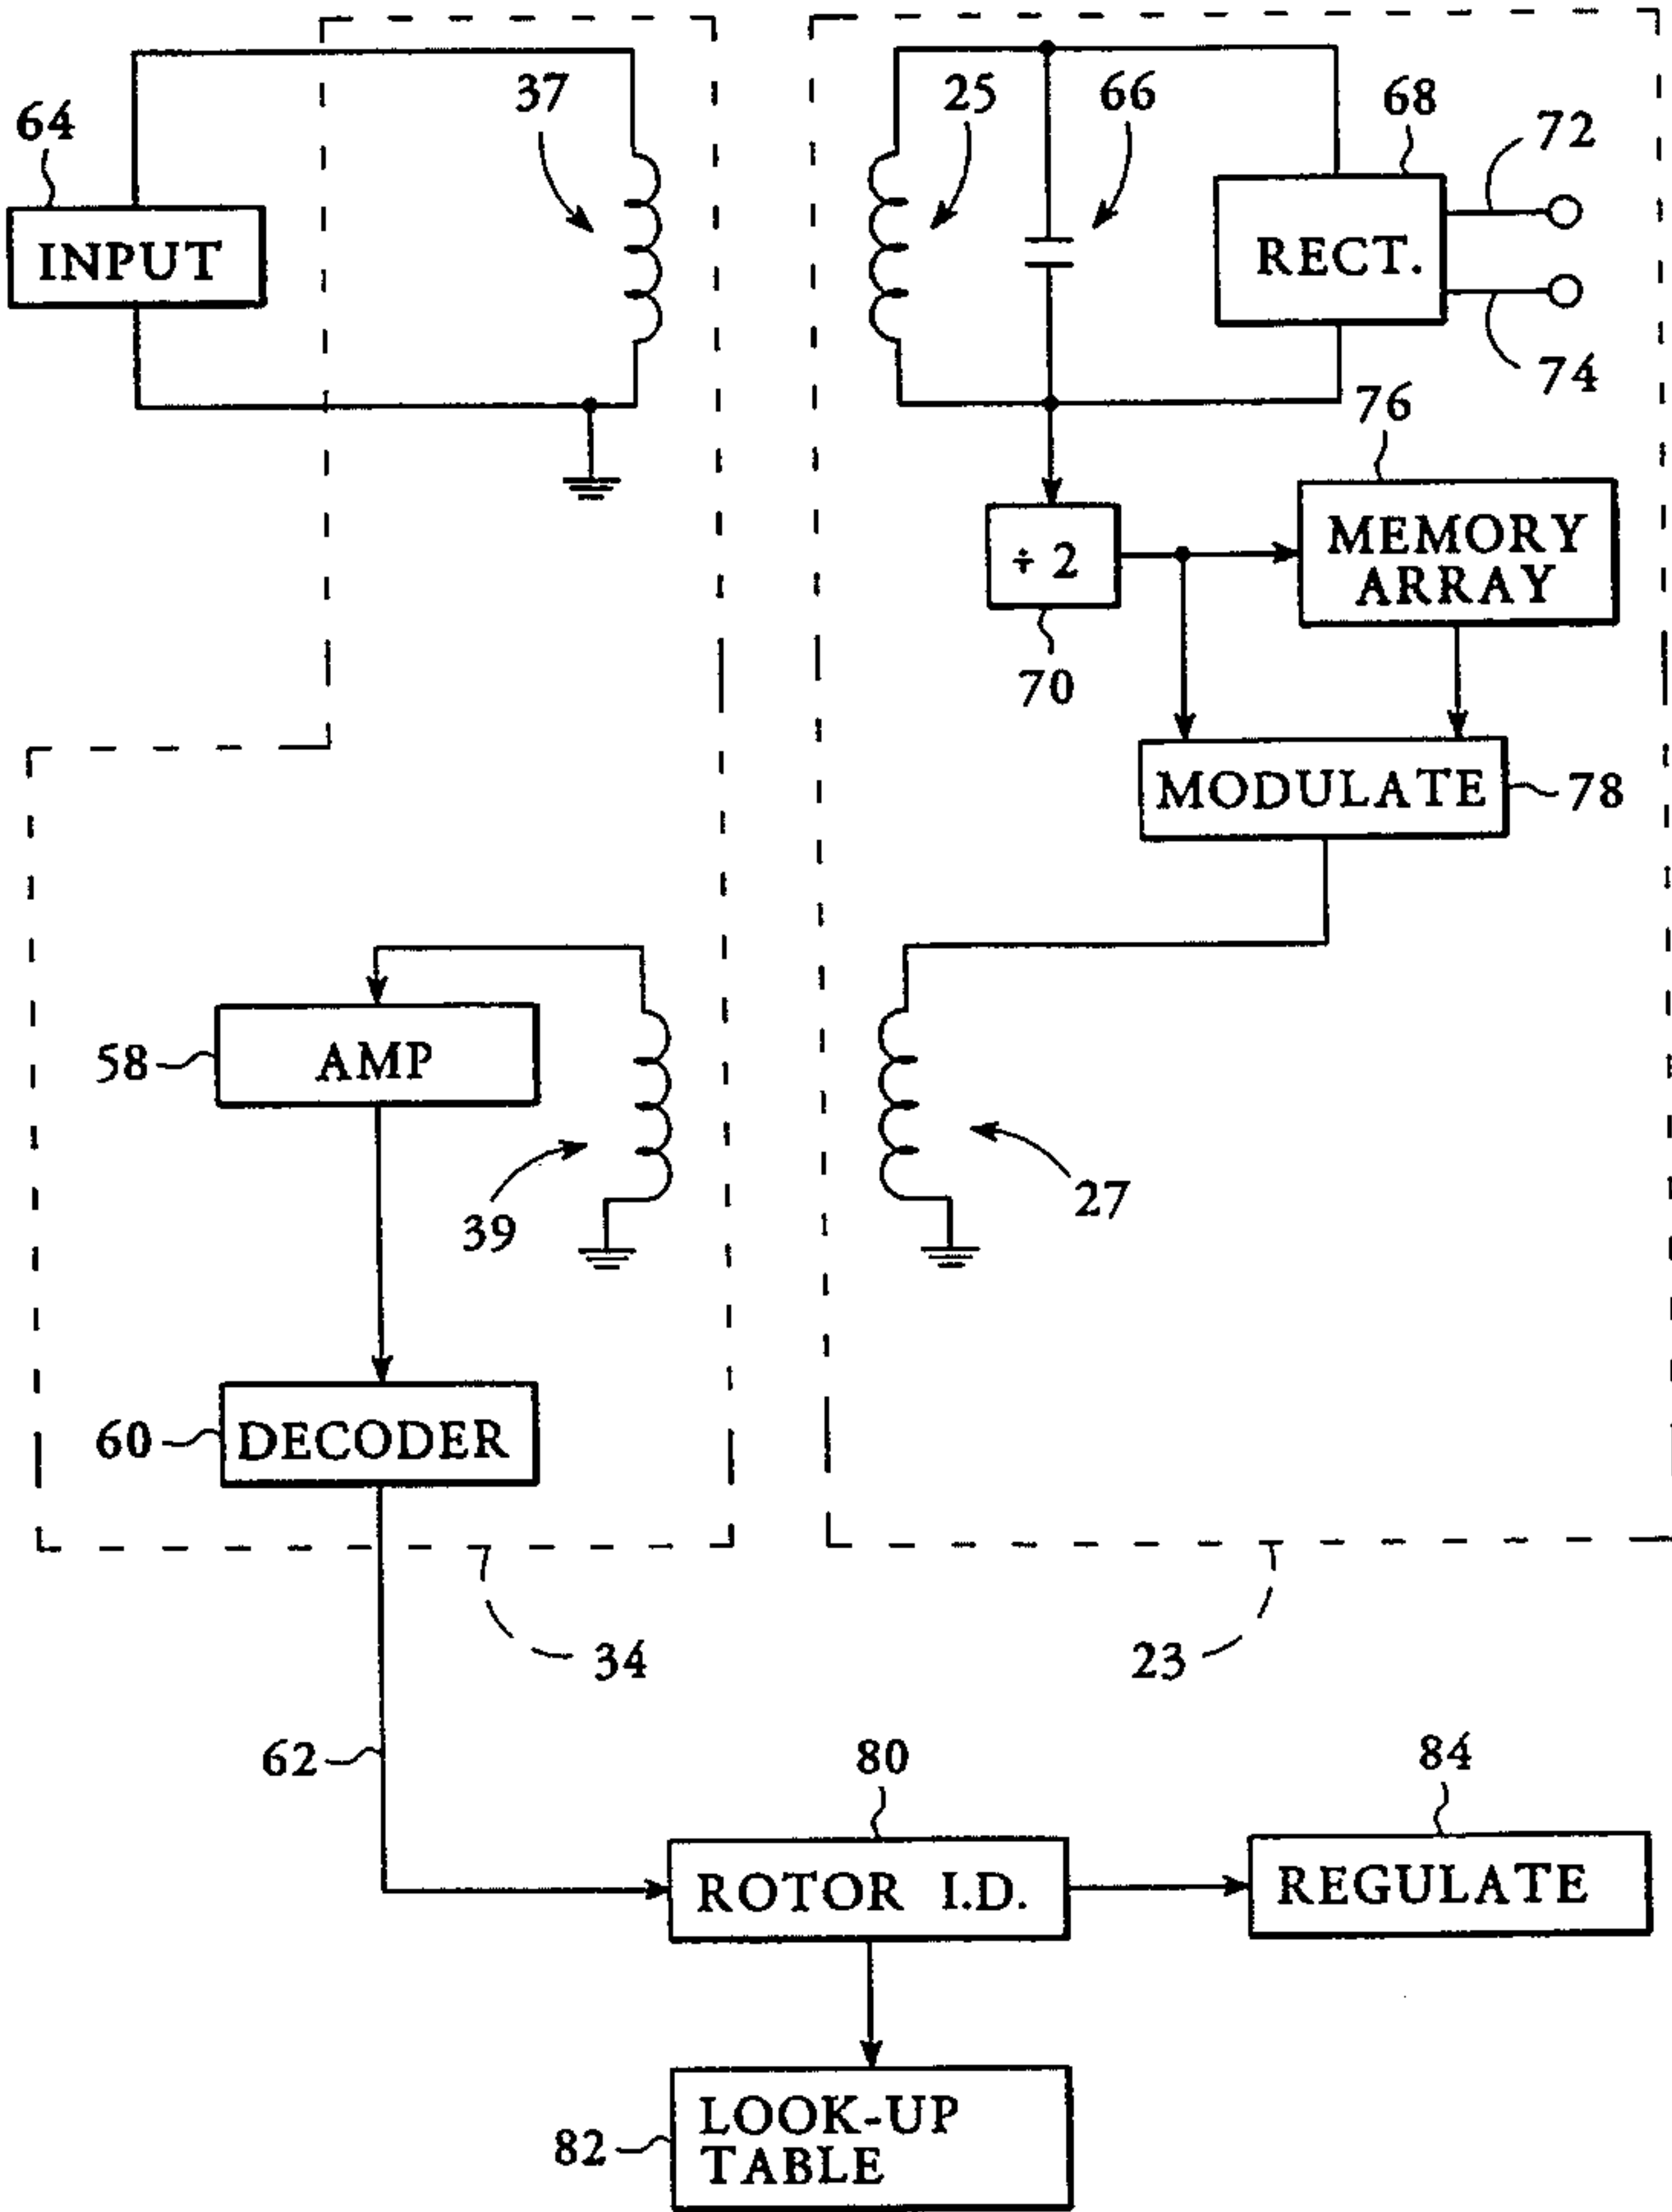 37
25
66
68
64
72
INPUT
RECT.
74
76
÷ 2
MEMORY
ARRAY
70
MODULATE
78
58
AMP
39
27
60
DECODER
34
23
62
80
84
ROTOR I.D.
REGULATE
82
LOOK-UP
TABLE